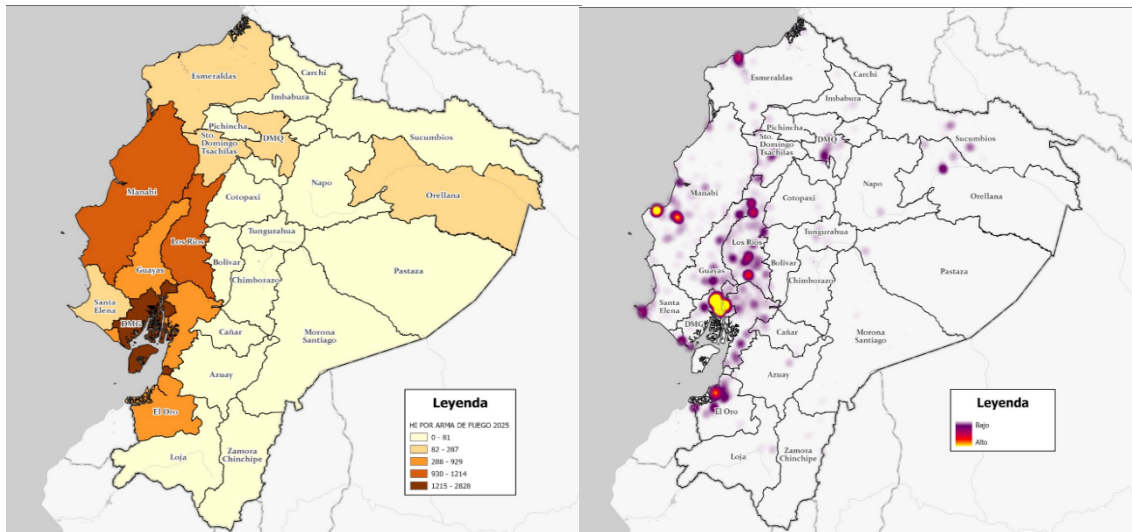 Esmeraldas
Carchi
Imbabura
Pichincha
Sto.
Domingo
Tsachilas
DMQ
Sucumbios
Orellana
Napo
Manabi
Cotopaxi
Tungurahua
Los Rios
Bolivar
Pastaza
Guayas
Chimborazo
Santa
Elena
DMG
Cañar
Morona
Santiago
Azuay
El Oro
Loja
Zamora
Chinchipe
Leyenda
HI POR ARMA DE FUEGO 2025
0 - 81
82 - 287
288 - 929
930 - 1214
1215 - 2828
Esmeraldas
Carchi
Imbabura
Pichincha
Sto.
Domingo
Tsachilas
DMQ
Sucumbios
Orellana
Napo
Manabi
Cotopaxi
Tungurahua
Los Rios
Bolivar
Pastaza
Guayas
Chimborazo
Santa
Elena
DMG
Cañar
Morona
Santiago
Azuay
El Oro
Loja
Zamora
Chinchipe
Leyenda
Bajo
Alto